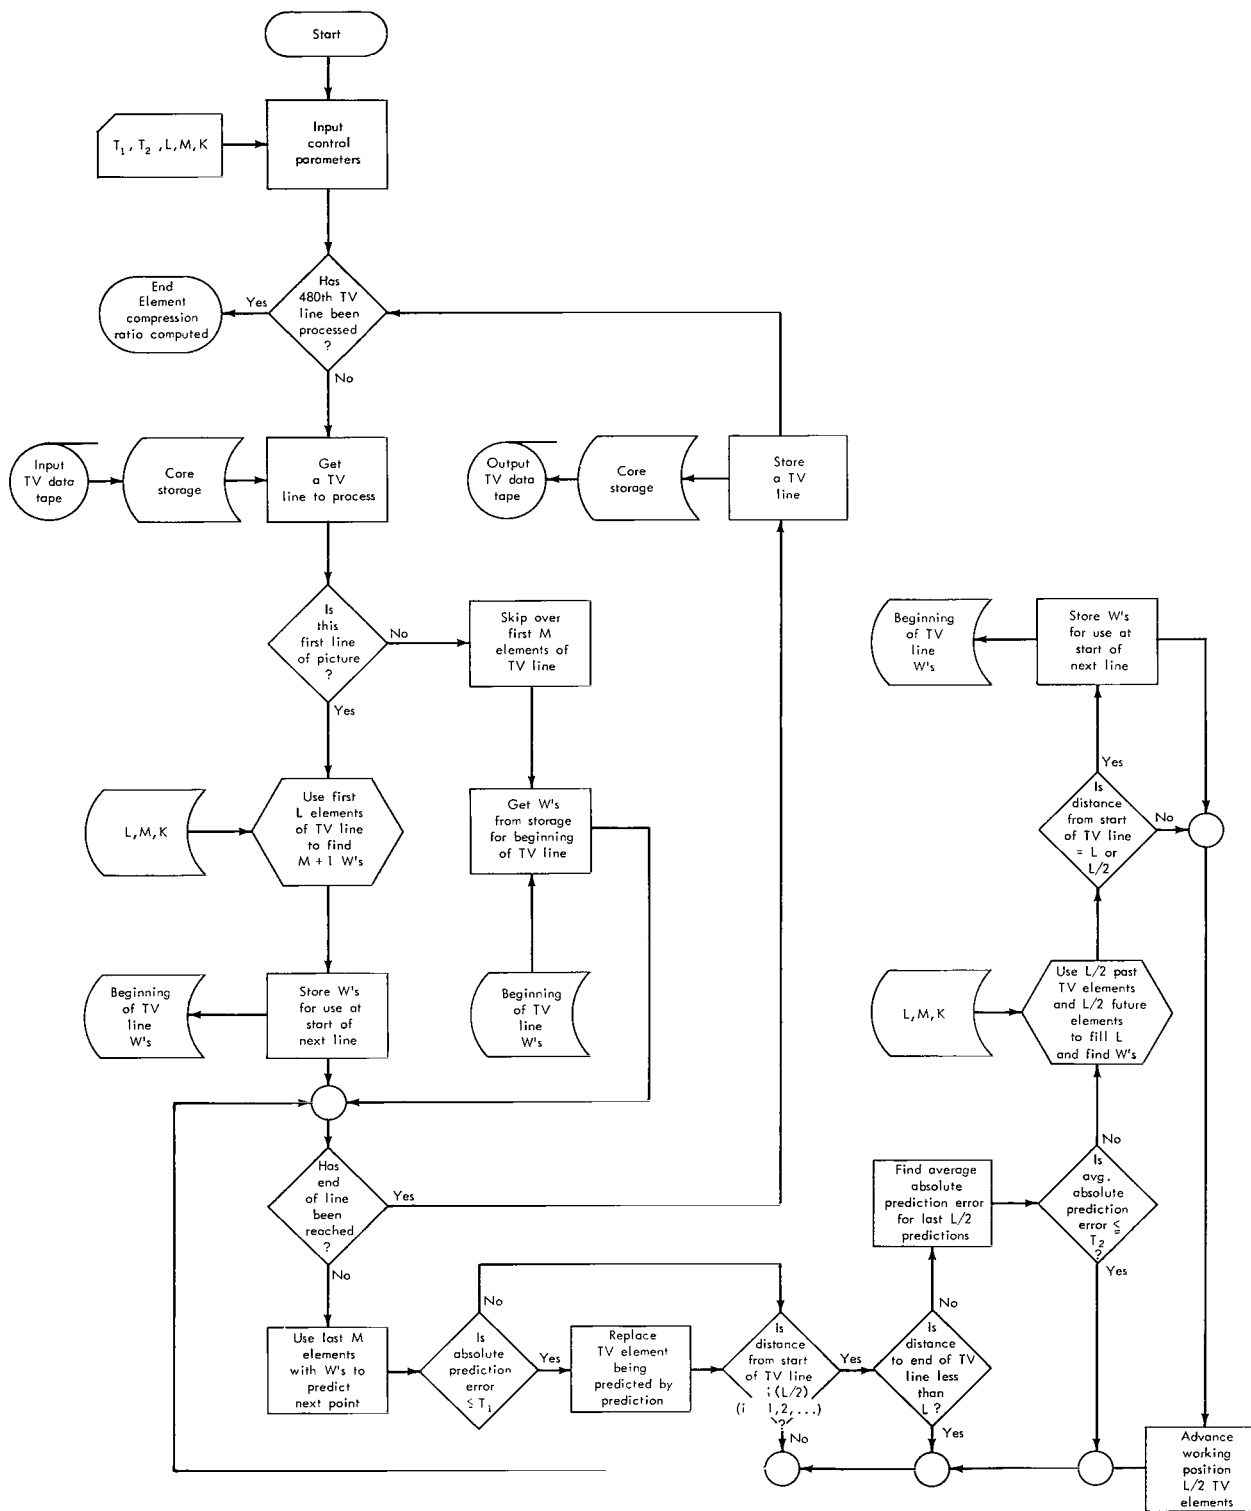 Start
T1, T2, L, M, K
Input
control
parameters
End
Element
compression
ratio computed
Yes
Has
480th TV
line been
processed
?
No
Input
TV data
tape
Core
storage
Get
a TV
line to process
Output
TV data
tape
Core
storage
Store
a TV
line
Is
this
first line
of picture
?
No
Yes
Skip over
first M
elements of
TV line
Beginning
of TV
line
W's
Store W's
for use at
start of
next line
L, M, K
Use first
L elements
of TV line
to find
M + 1 W's
Get W's
from storage
for beginning
of TV line
Yes
Is
distance
from start
of TV line
= L or
L/2
No
Beginning
of TV
line
W's
Store W's
for use at
start of
next line
Beginning
of TV
line
W's
L, M, K
Use L/2 past
TV elements
and L/2 future
elements
to fill L
and find W's
No
Has
end
of line
been
reached
?
Yes
No
Find average
absolute
prediction error
for last L/2
predictions
Is
avg.
absolute
prediction
error ≤
T2
?
Yes
Use last M
elements
with W's to
predict
next point
No
Is
absolute
prediction
error
≤ T1
Yes
Replace
TV element
being
predicted by
prediction
Is
distance
from start
of TV line
i (L/2)
(i 1,2,...)
?
Yes
No
No
Is
distance
to end of TV
line less
than
L ?
Yes
Advance
working
position
L/2 TV
elements